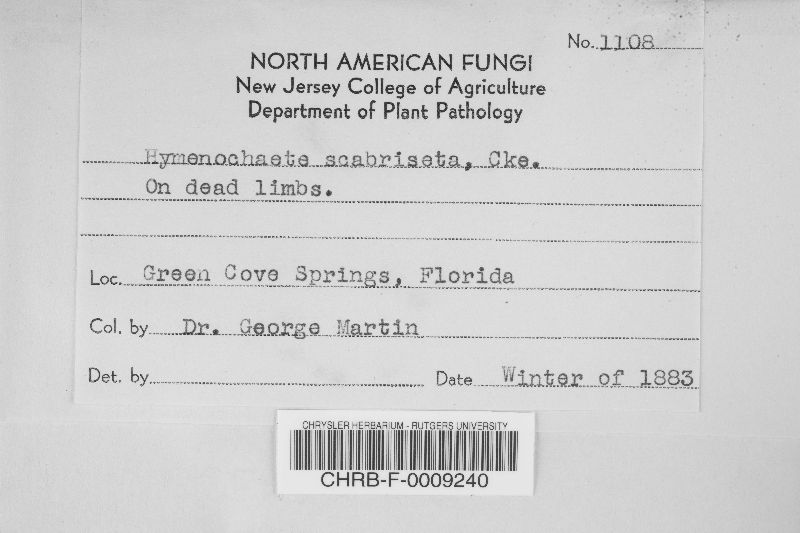 No. 1108
NORTH AMERICAN FUNGI
New Jersey College of Agriculture
Department of Plant Pathology
Hymenochaete scabriseta, Cke.
On dead limbs.
Loc. Green Cove Springs, Florida
Col. by Dr. George Martin
Det. by
Date Winter of 1883
CHRYSLER HERBARIUM - RUTGERS UNIVERSITY
CHRB-F-0009240